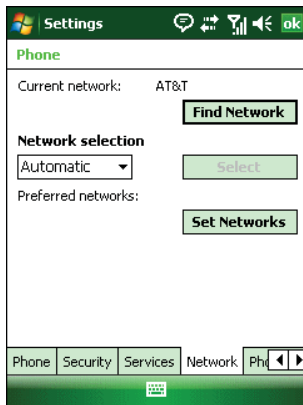 Settings ok
Phone
Current network: AT&T
Find Network
Network selection
Automatic Select
Preferred networks:
Set Networks
Phone Security Services Network